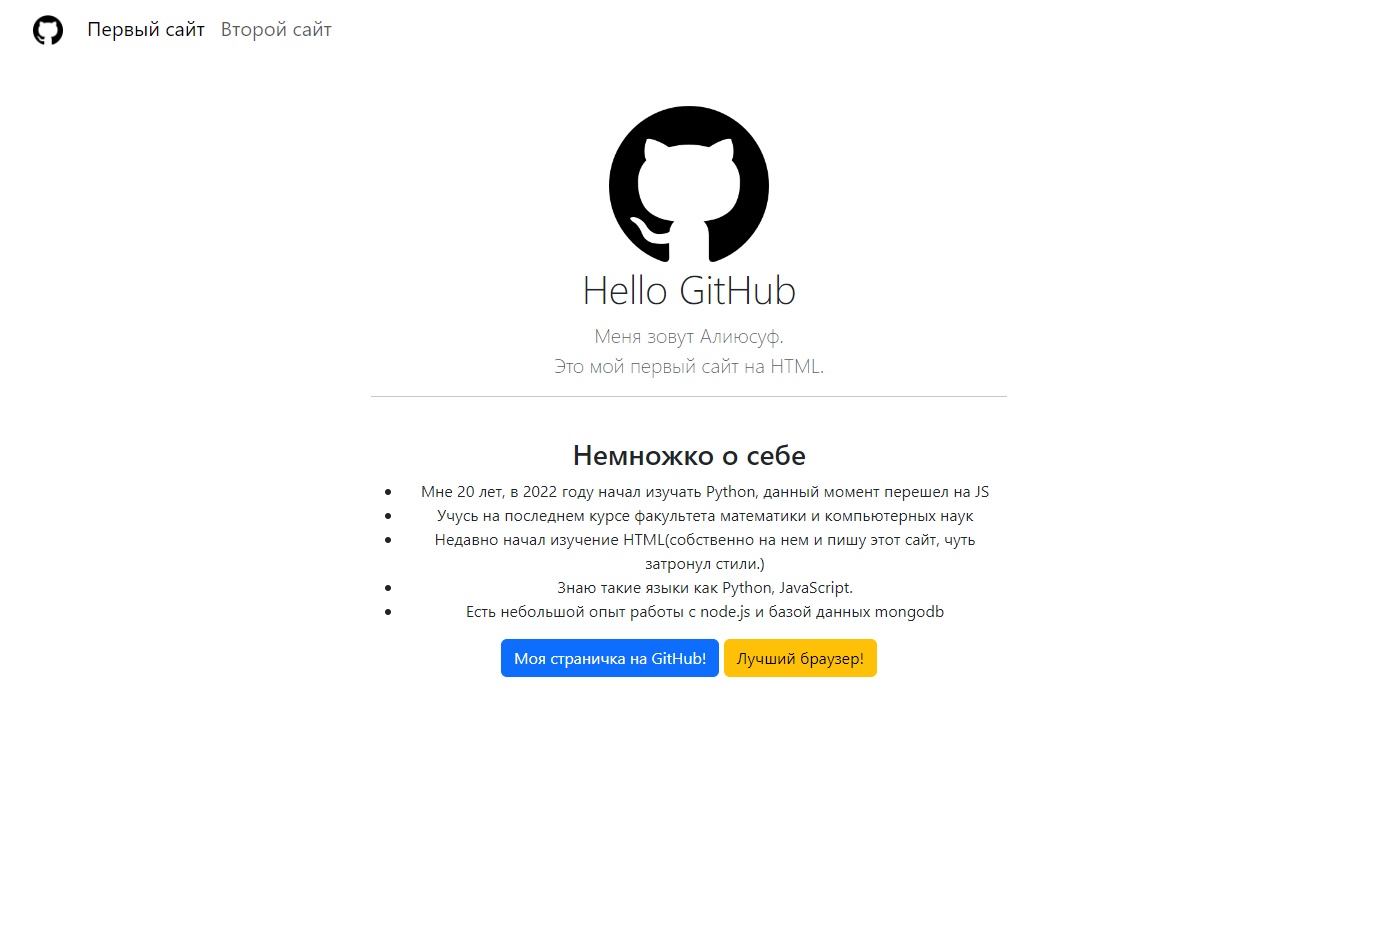 Первый сайт Второй сайт
Hello GitHub
Меня зовут Алиюсуф.
Это мой первый сайт на HTML.
Немножко о себе
Мне 20 лет, в 2022 году начал изучать Python, данный момент перешел на JS
Учусь на последнем курсе факультета математики и компьютерных наук
Недавно начал изучение HTML(собственно на нем и пишу этот сайт, чуть
затронул стили.)
Знаю такие языки как Python, JavaScript.
Есть небольшой опыт работы с node.js и базой данных mongodb
Моя страничка на GitHub! Лучший браузер!